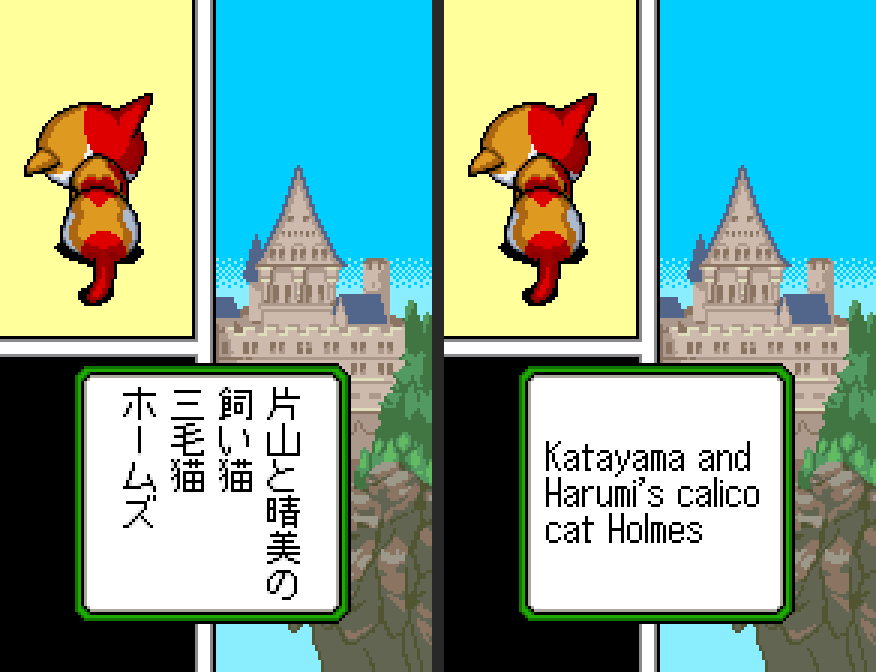 片山と晴美の
飼い猫
三毛猫
ホームズ
Katayama and
Harumi's calico
cat Holmes